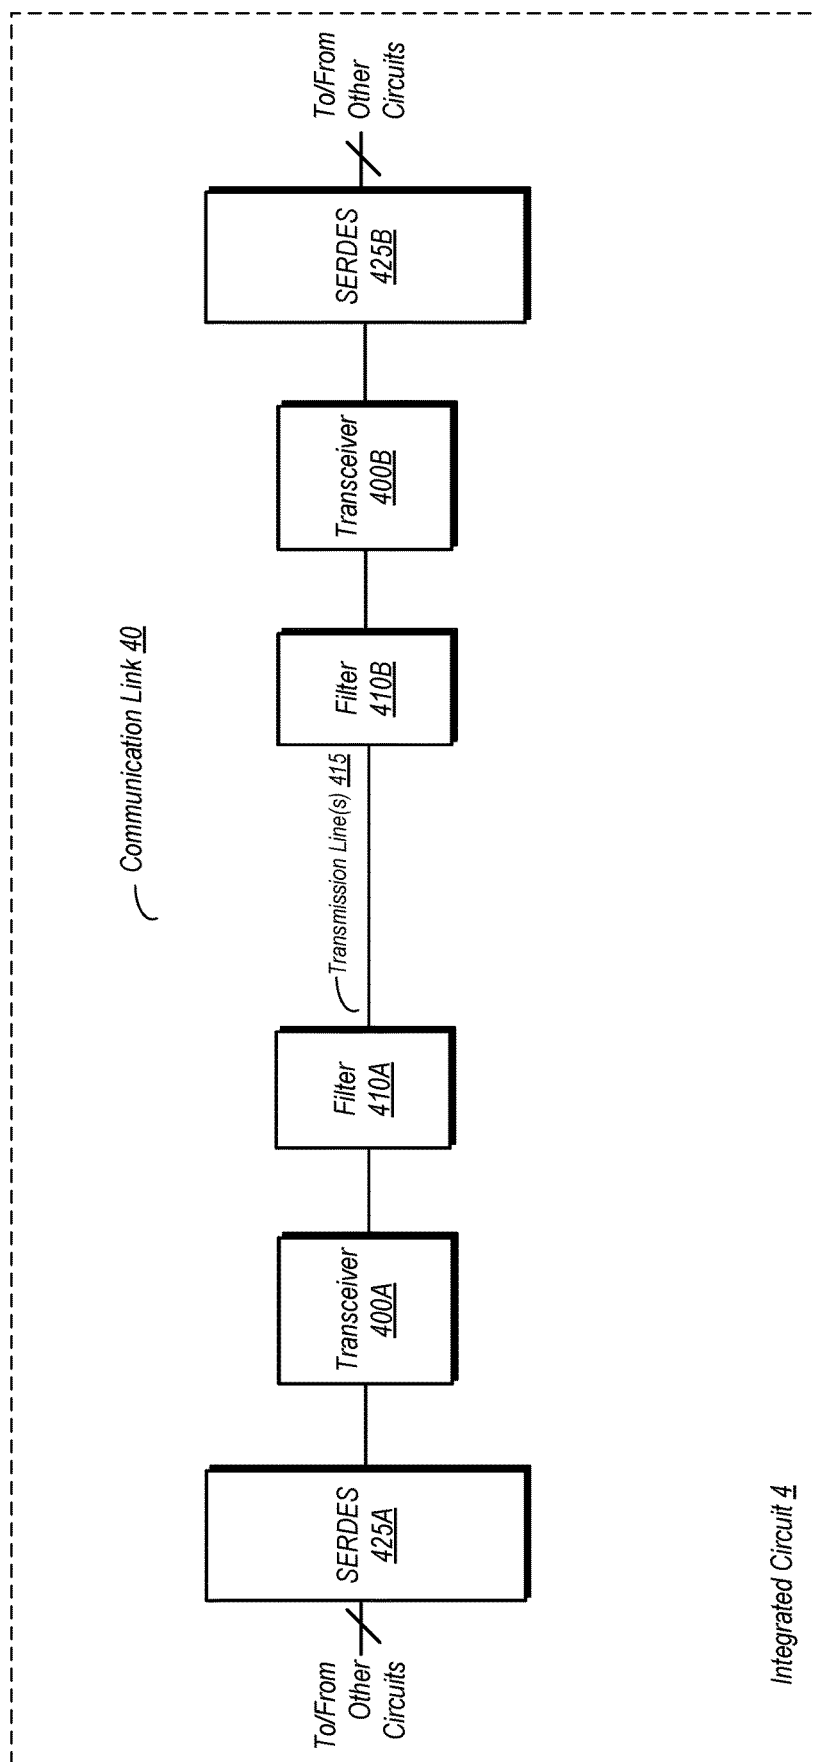 Communication Link 40
To/From
Other
Circuits
SERDES
425A
Transceiver
400A
Filter
410A
Transmission Line(s) 415
Filter
410B
Transceiver
400B
SERDES
425B
To/From
Other
Circuits
Integrated Circuit 4